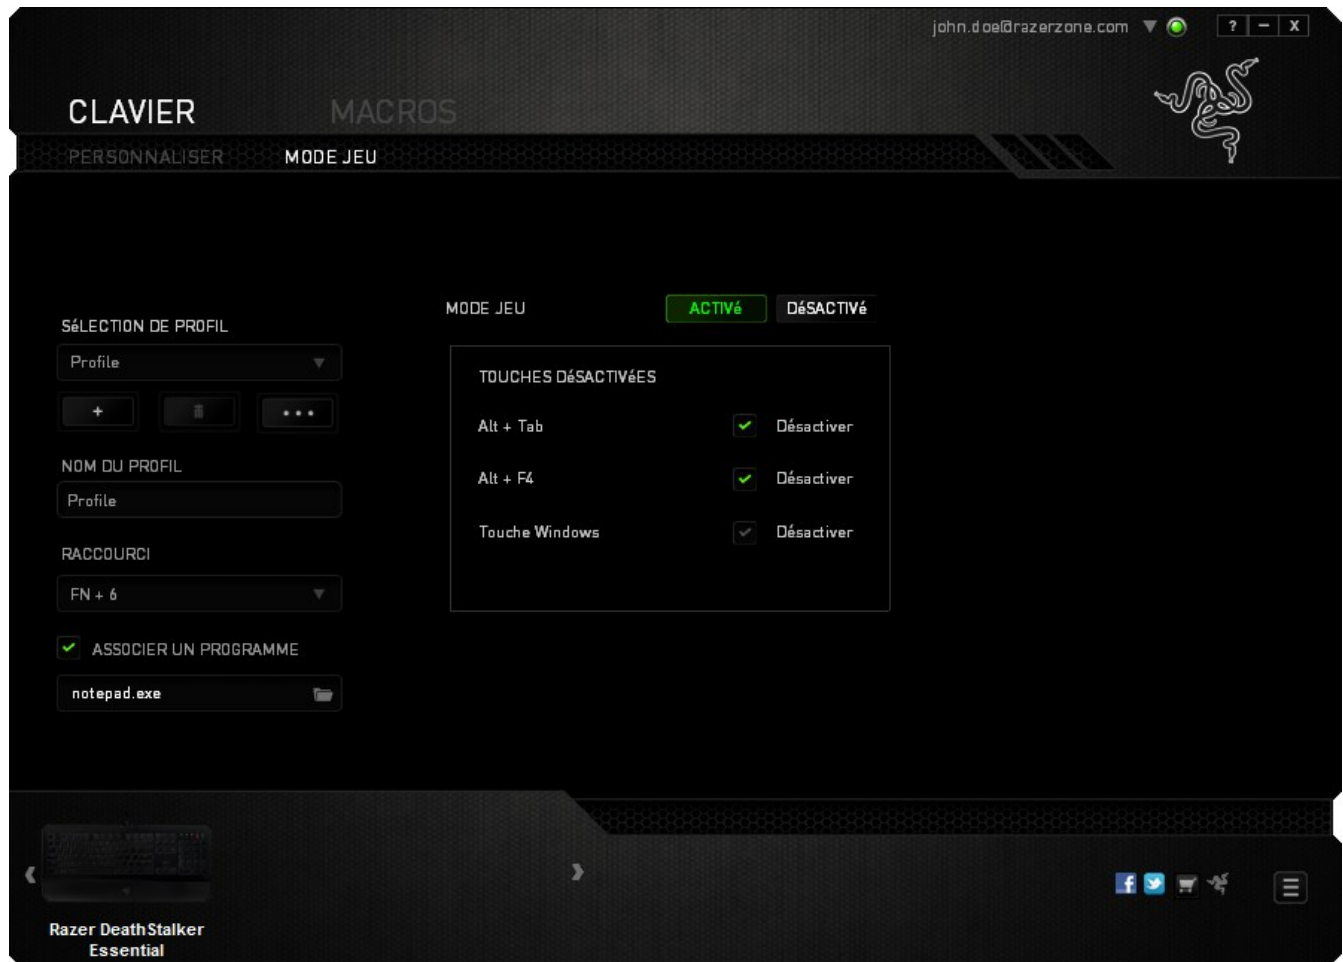 john.doe@razerzone.com
? – X
CLAVIER MACROS
PERSONNALISER MODE JEU
SéLECTION DE PROFIL
Profile
+ •••
NOM DU PROFIL
Profile
RACCOURCI
FN + 6
ASSOCIER UN PROGRAMME
notepad.exe
MODE JEU ACTIVé DéSACTIVé
TOUCHES DéSACTIVéES
Alt + Tab Désactiver
Alt + F4 Désactiver
Touche Windows Désactiver
Razer DeathStalker
Essential